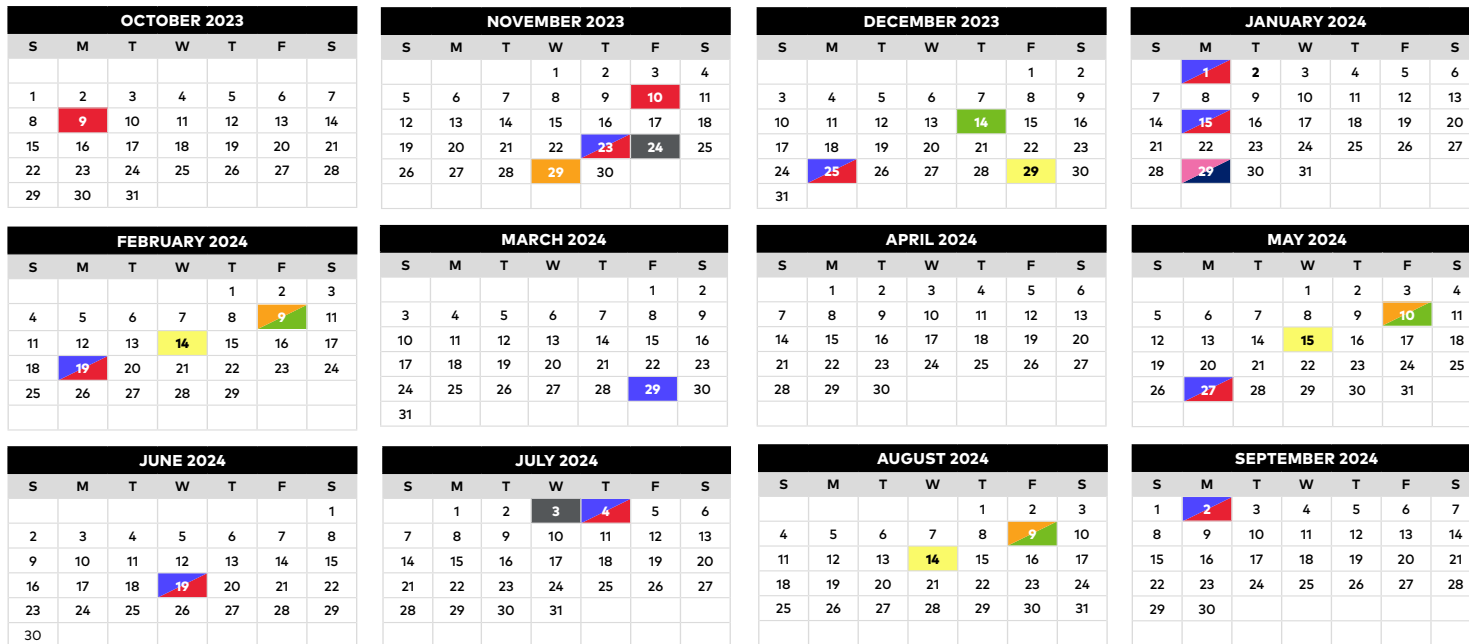 OCTOBER 2023
S M T W T F S
1 2 3 4 5 6 7
8 9 10 11 12 13 14
15 16 17 18 19 20 21
22 23 24 25 26 27 28
29 30 31
NOVEMBER 2023
S M T W T F S
1 2 3 4
5 6 7 8 9 10 11
12 13 14 15 16 17 18
19 20 21 22 23 24 25
26 27 28 29 30
DECEMBER 2023
S M T W T F S
1 2
3 4 5 6 7 8 9
10 11 12 13 14 15 16
17 18 19 20 21 22 23
24 25 26 27 28 29 30
31
JANUARY 2024
S M T W T F S
1 2 3 4 5 6
7 8 9 10 11 12 13
14 15 16 17 18 19 20
21 22 23 24 25 26 27
28 29 30 31
FEBRUARY 2024
S M T W T F S
1 2 3
4 5 6 7 8 9 11
11 12 13 14 15 16 17
18 19 20 21 22 23 24
25 26 27 28 29
MARCH 2024
S M T W T F S
1 2
3 4 5 6 7 8 9
10 11 12 13 14 15 16
17 18 19 20 21 22 23
24 25 26 27 28 29 30
31
APRIL 2024
S M T W T F S
1 2 3 4 5 6
7 8 9 10 11 12 13
14 15 16 17 18 19 20
21 22 23 24 25 26 27
28 29 30
MAY 2024
S M T W T F S
1 2 3 4
5 6 7 8 9 10 11
12 13 14 15 16 17 18
19 20 21 22 23 24 25
26 27 28 29 30 31
JUNE 2024
S M T W T F S
1
2 3 4 5 6 7 8
9 10 11 12 13 14 15
16 17 18 19 20 21 22
23 24 25 26 27 28 29
30
JULY 2024
S M T W T F S
1 2 3 4 5 6
7 8 9 10 11 12 13
14 15 16 17 18 19 20
21 22 23 24 25 26 27
28 29 30 31
AUGUST 2024
S M T W T F S
1 2 3
4 5 6 7 8 9 10
11 12 13 14 15 16 17
18 19 20 21 22 23 24
25 26 27 28 29 30 31
SEPTEMBER 2024
S M T W T F S
1 2 3 4 5 6 7
8 9 10 11 12 13 14
15 16 17 18 19 20 21
22 23 24 25 26 27 28
29 30